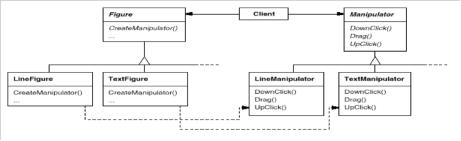 Figure
CreateManipulator()
...
Client
Manipulator
DownClick()
Drag()
UpClick()
LineFigure
CreateManipulator()
...
TextFigure
CreateManipulator()
...
LineManipulator
DownClick()
Drag()
UpClick()
TextManipulator
DownClick()
Drag()
UpClick()